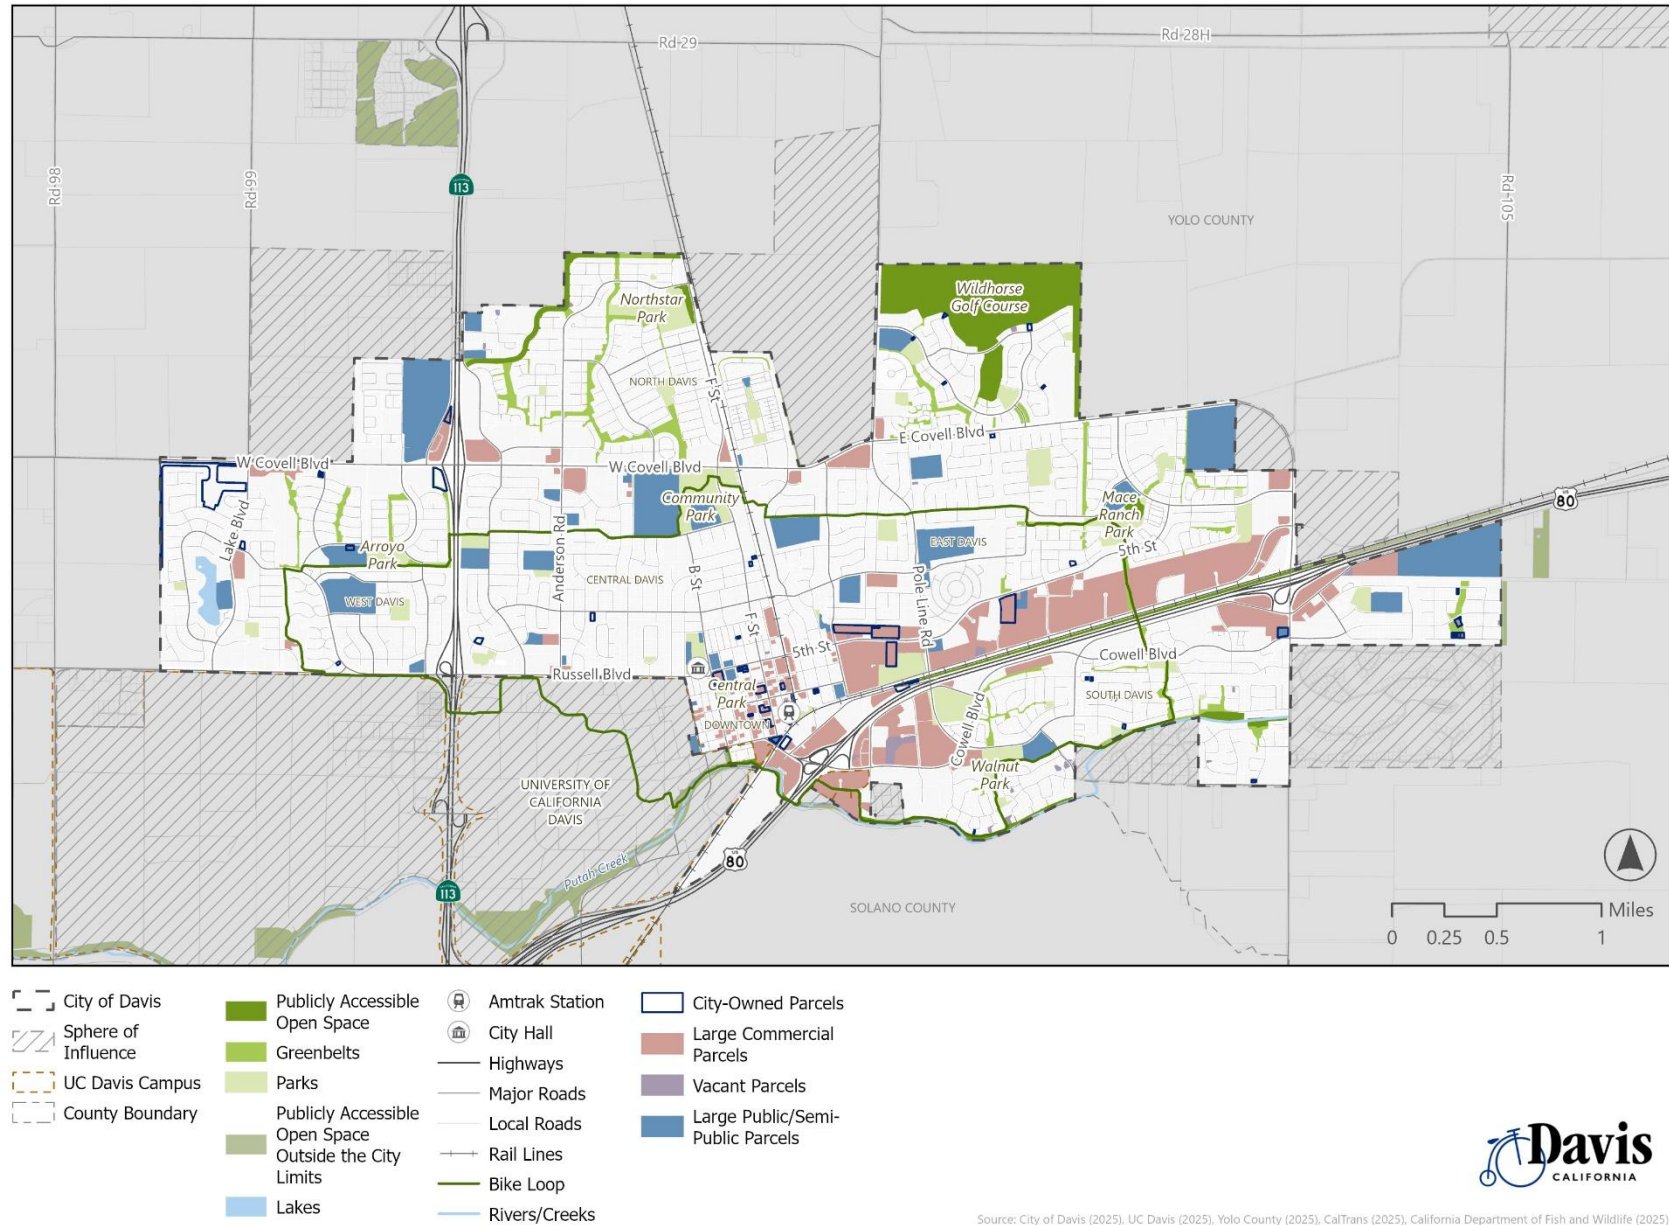 Rd 29
Rd 28H
Rd 98
Rd 99
113
Rd 105
YOLO COUNTY
Wildhorse
Golf Course
Northstar
Park
NORTH DAVIS
F St
E Covell Blvd
W Covell Blvd
W Covell Blvd
Community
Park
Mace
Ranch
Park
80
Lake Blvd
Arroyo
Park
Anderson Rd
EAST DAVIS
5th St
CENTRAL DAVIS
B St
WEST DAVIS
Pole Line Rd
F St
5th St
Cowell Blvd
Russell Blvd
Central
Park
SOUTH DAVIS
DOWNTOWN
Cowell Blvd
Walnut
Park
UNIVERSITY OF
CALIFORNIA
DAVIS
US
80
Putah Creek
113
SOLANO COUNTY
Miles
0 0.25 0.5 1
City of Davis
Sphere of
Influence
UC Davis Campus
County Boundary
Publicly Accessible
Open Space
Greenbelts
Parks
Publicly Accessible
Open Space
Outside the City
Limits
Lakes
Amtrak Station
City Hall
Highways
Major Roads
Local Roads
Rail Lines
Bike Loop
Rivers/Creeks
City-Owned Parcels
Large Commercial
Parcels
Vacant Parcels
Large Public/Semi-
Public Parcels
Davis
CALIFORNIA
Source: City of Davis (2025), UC Davis (2025), Yolo County (2025), CalTrans (2025), California Department of Fish and Wildlife (2025)